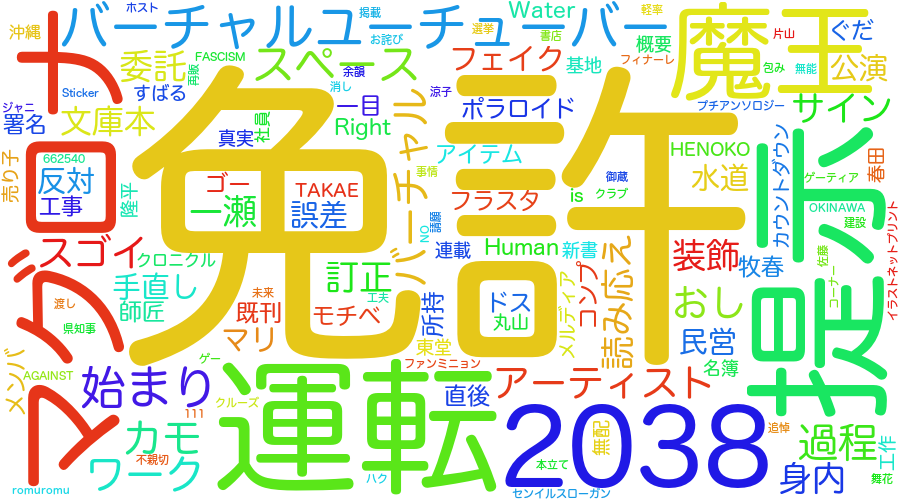 ホスト
バーチャルユーチューバー
掲載
お詫び
Water
選挙
書店
軽率
片山
ぐだ
沖縄
ナ
委託
FASCISM
再販
余韻
スペース
フェイク
概要
フィナーレ
魔王
包み
無能
公演
基地
Sticker
すばる
消し
涼子
プチアンソロジー
ジャニ
署名
文庫本
一目
ポラロイド
サイン
社員
真実
Right
バーチャル
免許
アイテム
事情
HENOKO
カウントダウン
662540
売り子
反対
ゴー
TAKAE
御蔵
水道
ゲーティア
春田
工事
隆平
一瀬
誤差
フラスタ
クラブ
is
提示
OKINAWA
建設
NO
請願
マグロ
スゴイ
クロニクル
連載
Human
新書
読み応え
装飾
牧春
佐藤
コーナー
イラストネットプリント
手直し
訂正
メルディア
コンプ
未来
工夫
渡し
師匠
既刊
モチベ
所持
ドス
丸山
おし
県知事
マリ
東堂
民営
メンバ
ゲー
ファンミニョン
名簿
AGAINST
始まり
運転
直後
アーティスト
111
クルーズ
2038
無配
追悼
カモ
過程
工作
不親切
本立て
ワーク
ハク
身内
舞花
romuromu
センイルスローガン